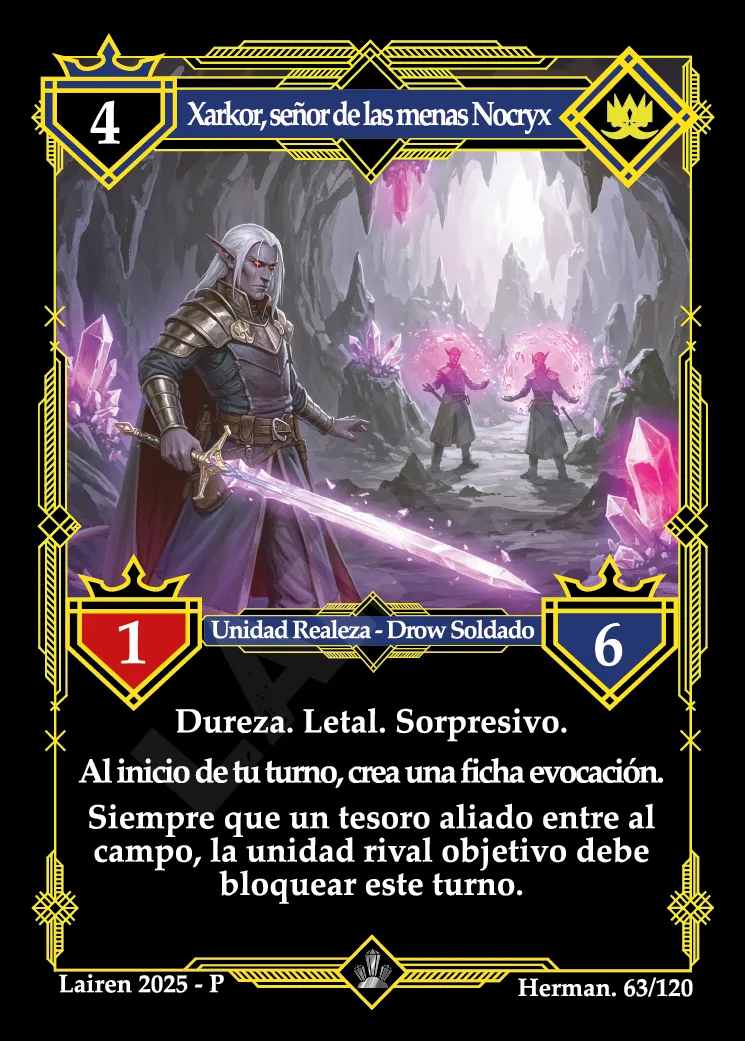 4
Xarkor, señor de las menas Nocryx
1
Unidad Realeza - Drow Soldado
6
Dureza. Letal. Sorpresivo.
Al inicio de tu turno, crea una ficha evocación.
Siempre que un tesoro aliado entre al
campo, la unidad rival objetivo debe
bloquear este turno.
Lairen 2025 - P
Herman. 63/120